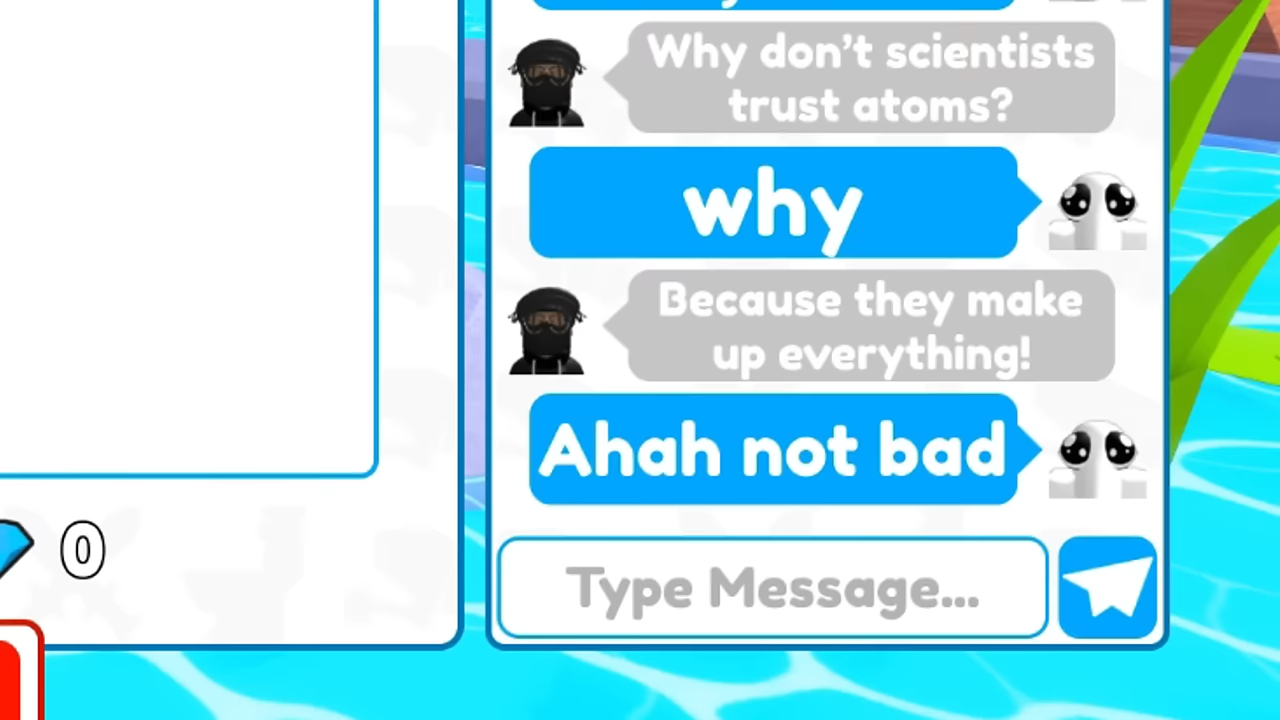 Why don’t scientists
trust atoms?
why
Because they make
up everything!
Ahah not bad
0
Type Message...